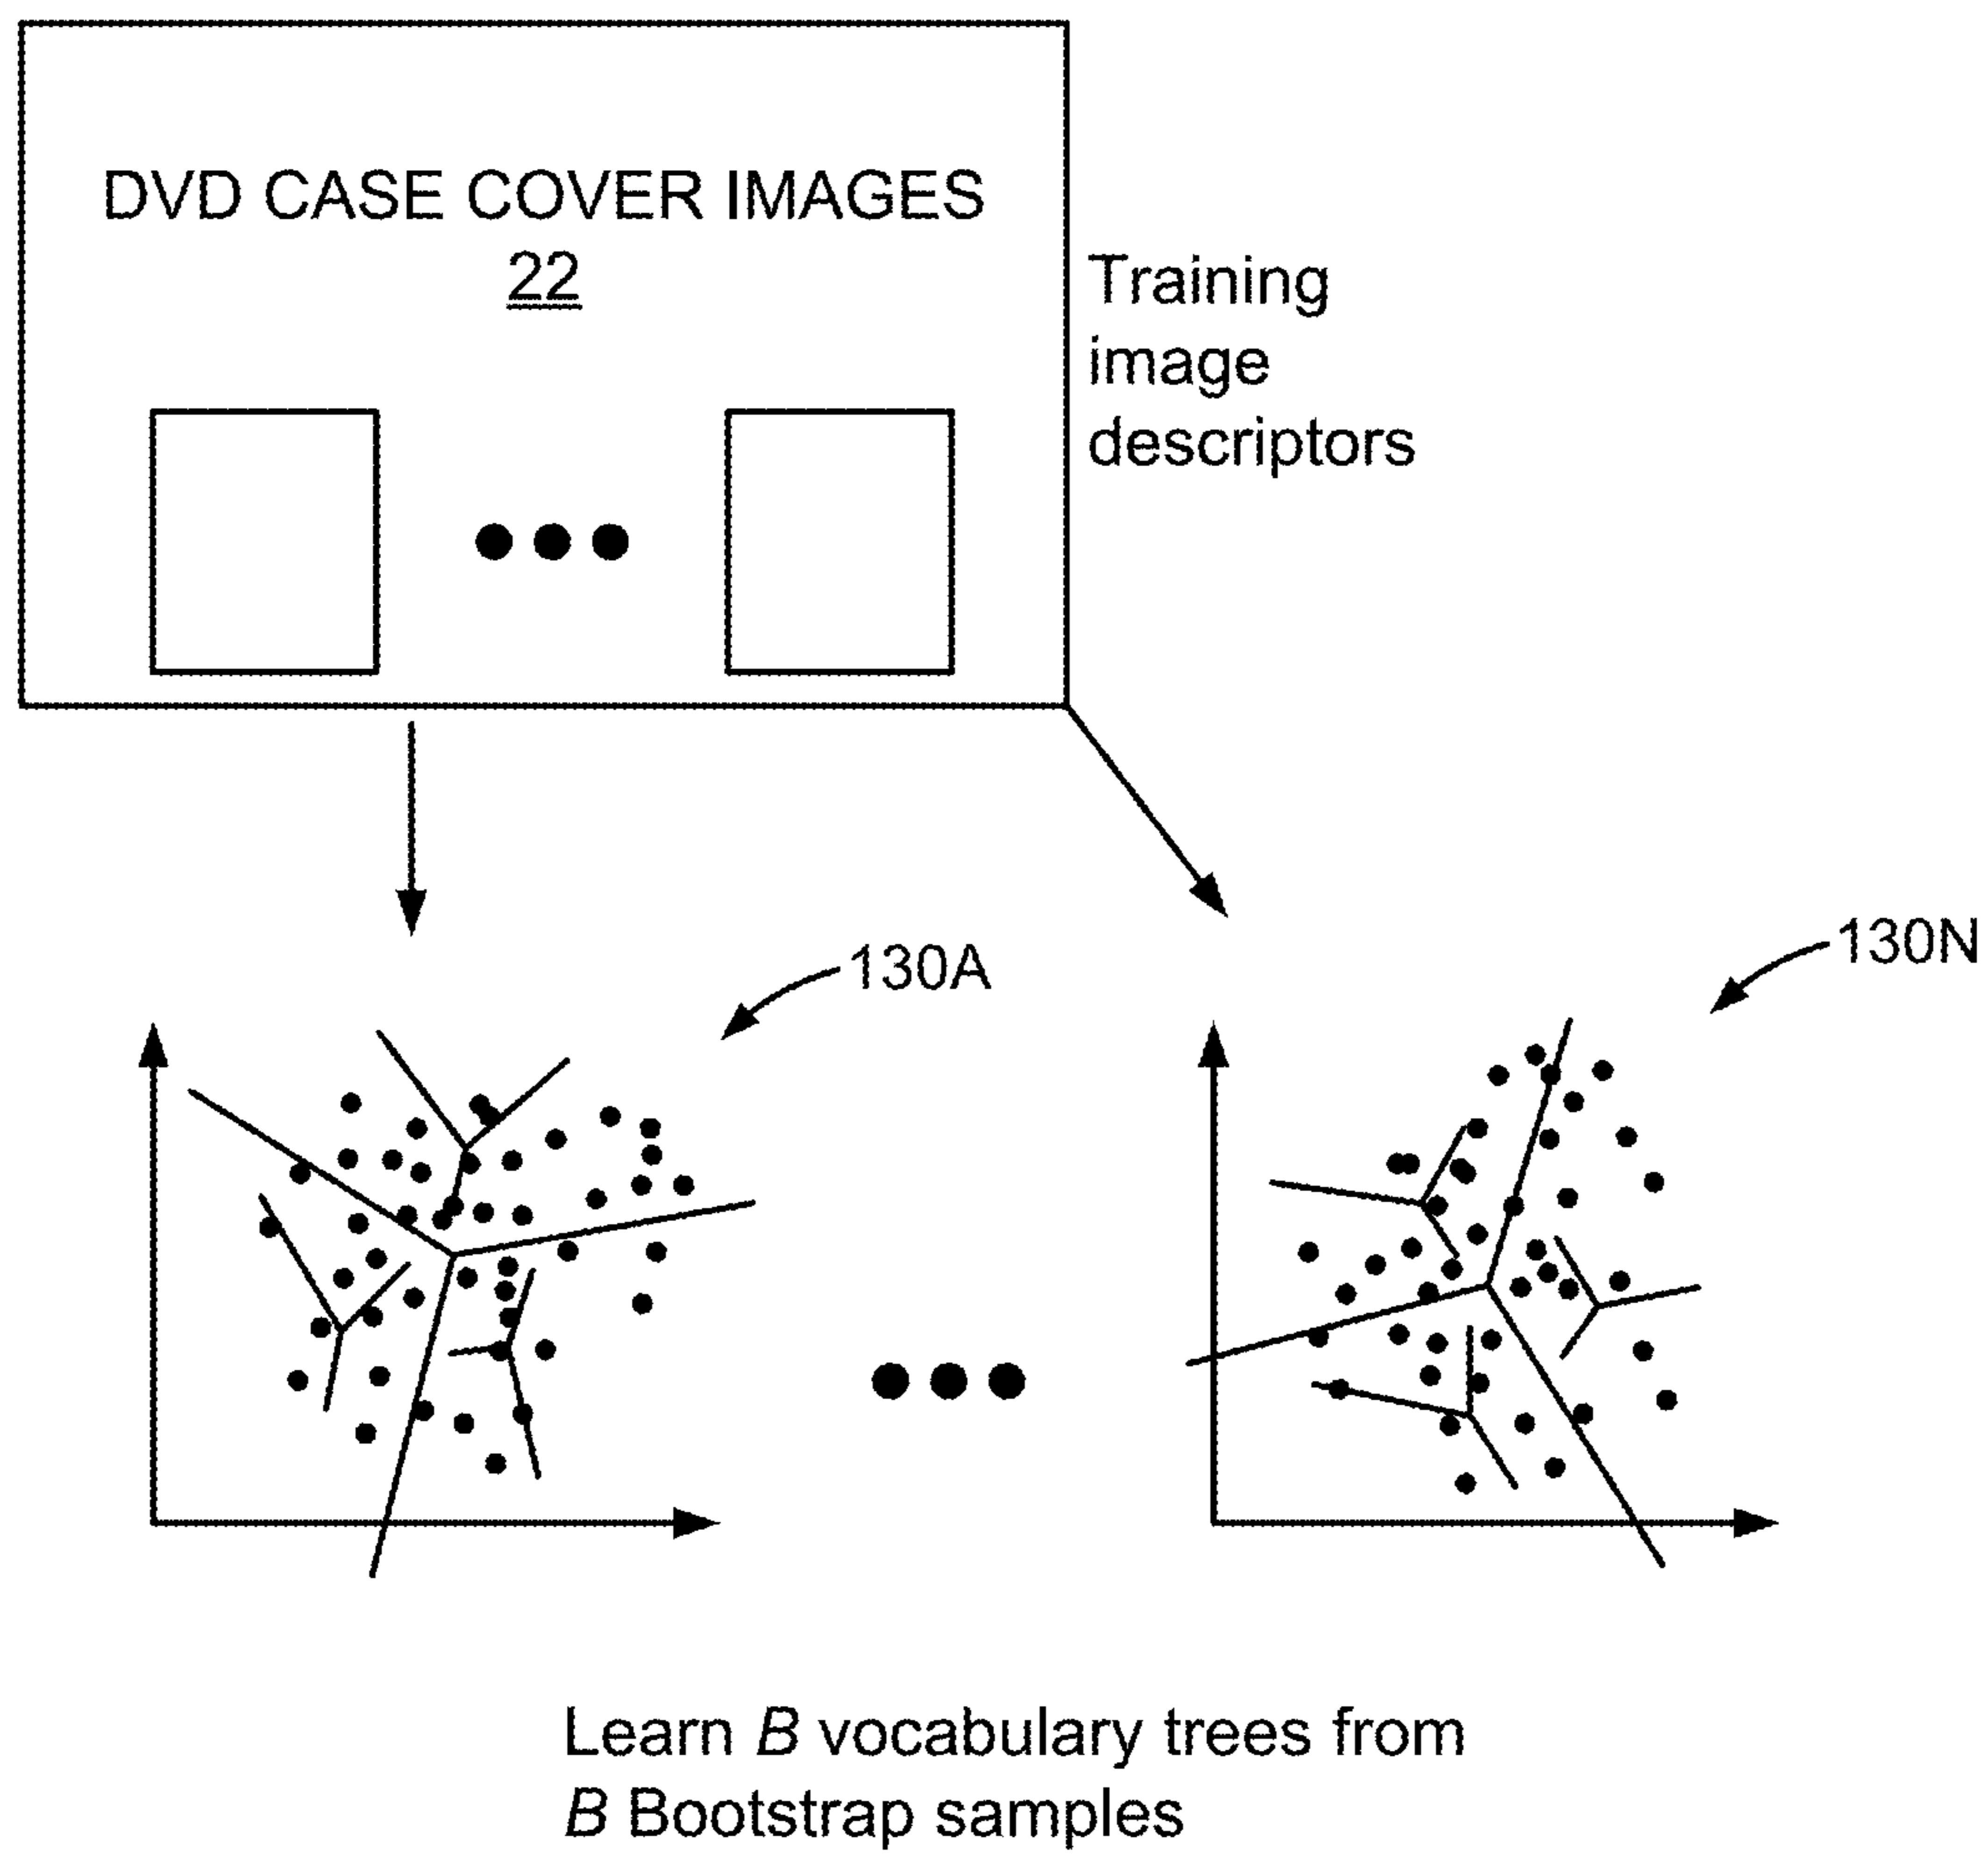 DVD CASE COVER IMAGES
22
Training
image
descriptors
130A
130N
Learn B vocabulary trees from
B Bootstrap samples